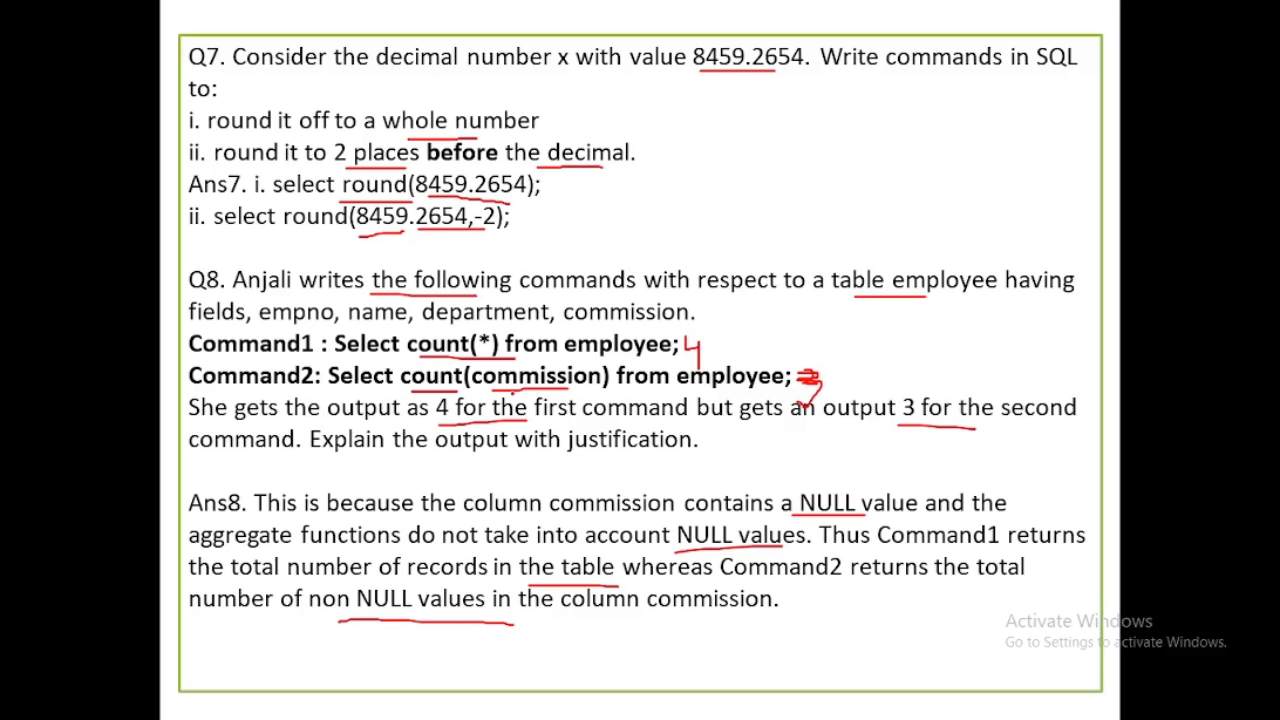 Q7. Consider the decimal number x with value 8459.2654. Write commands in SQL
to:
i. round it off to a whole number
ii. round it to 2 places before the decimal.
Ans7. i. select round(8459.2654);
ii. select round(8459.2654,-2);
Q8. Anjali writes the following commands with respect to a table employee having
fields, empno, name, department, commission.
Command1 : Select count(*) from employee; 4
Command2: Select count(commission) from employee; 3
She gets the output as 4 for the first command but gets an output 3 for the second
command. Explain the output with justification.
Ans8. This is because the column commission contains a NULL value and the
aggregate functions do not take into account NULL values. Thus Command1 returns
the total number of records in the table whereas Command2 returns the total
number of non NULL values in the column commission.
Activate Windows
Go to Settings to activate Windows.